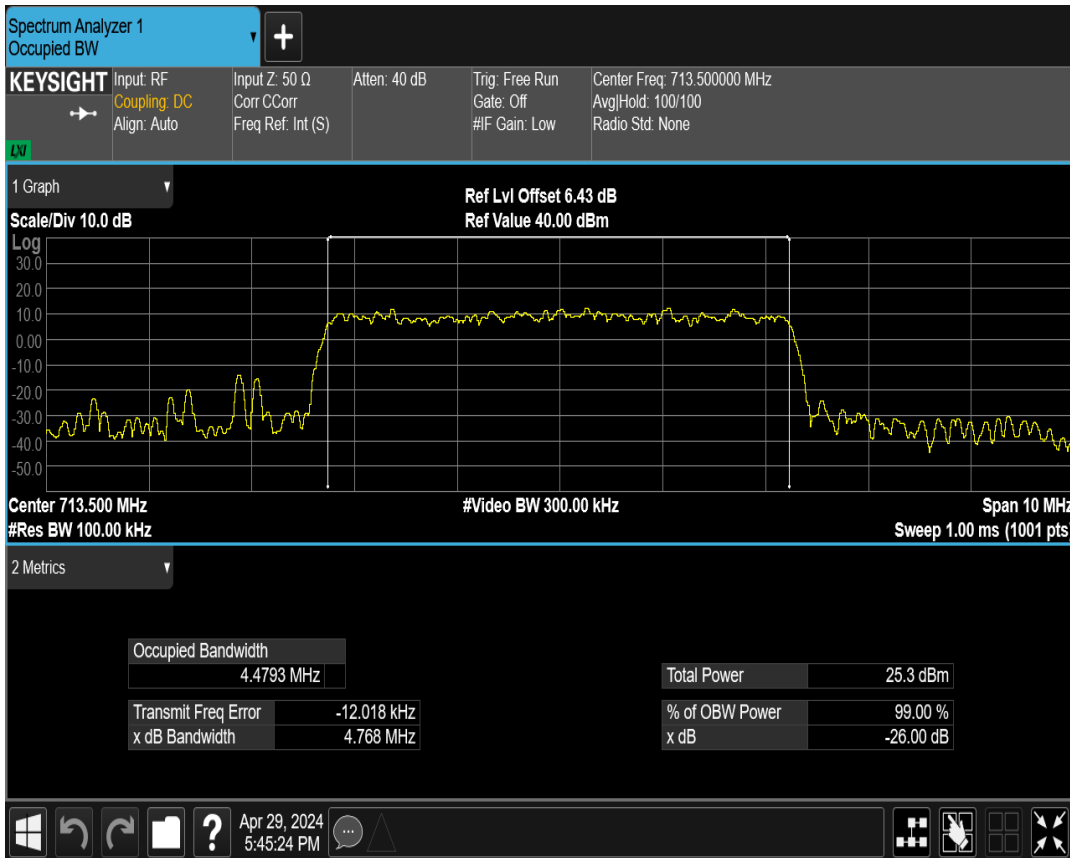 Spectrum Analyzer 1
Occupied BW
+
KEYSIGHT
LXI
Input: RF
Coupling: DC
Align: Auto
Input Z: 50 Ω
Corr CCorr
Freq Ref: Int (S)
Atten: 40 dB
Trig: Free Run
Gate: Off
#IF Gain: Low
Center Freq: 713.500000 MHz
Avg|Hold: 100/100
Radio Std: None
1 Graph
Scale/Div 10.0 dB
Ref Lvl Offset 6.43 dB
Ref Value 40.00 dBm
Log
30.0
20.0
10.0
0.00
-10.0
-20.0
-30.0
-40.0
-50.0
Center 713.500 MHz
#Video BW 300.00 kHz
Span 10 MHz
#Res BW 100.00 kHz
Sweep 1.00 ms (1001 pts)
2 Metrics
Occupied Bandwidth
4.4793 MHz
Total Power 25.3 dBm
Transmit Freq Error -12.018 kHz
% of OBW Power 99.00 %
x dB Bandwidth 4.768 MHz
x dB -26.00 dB
?
Apr 29, 2024
5:45:24 PM